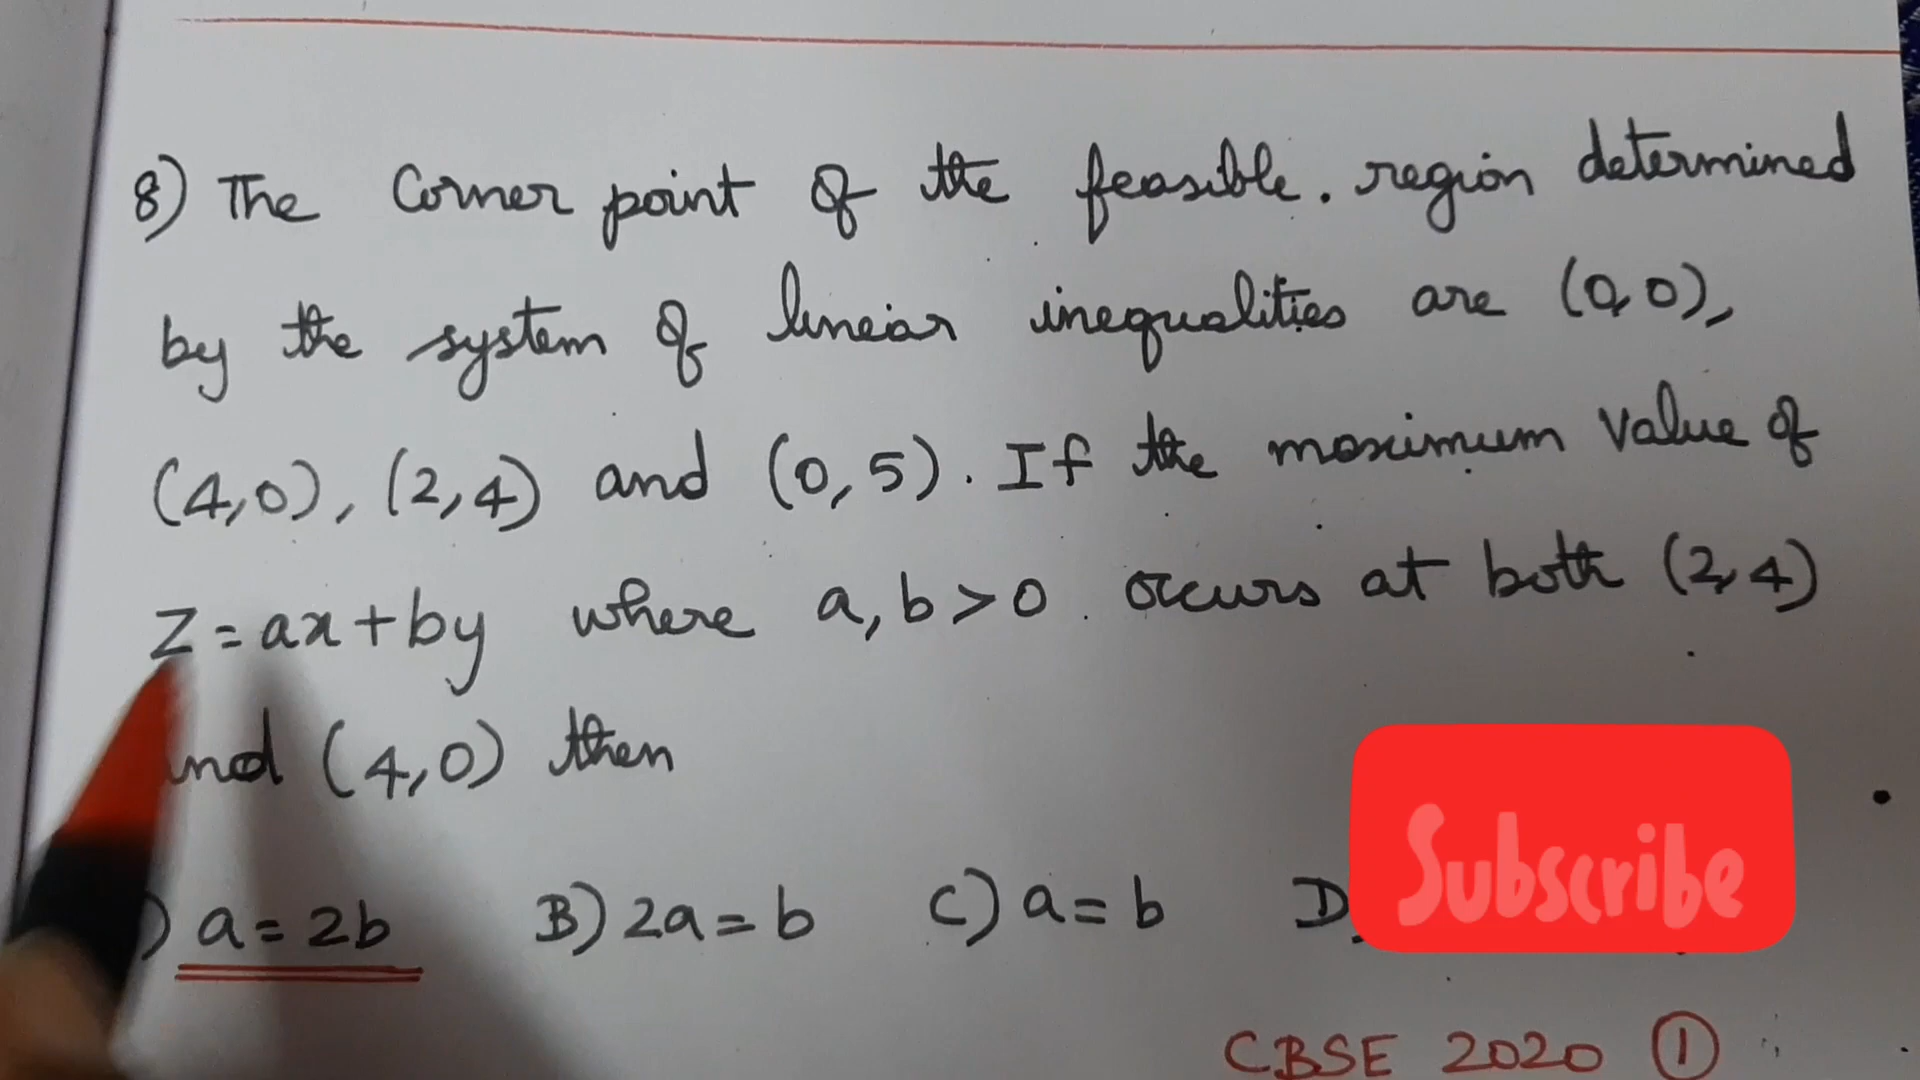 8) The Corner point of the feasible. region determined
by the system of linear inequalities are (0,0),
(4,0), (2,4) and (0,5). If the maximum value of
Z = ax + by where a, b > 0. occurs at both (2,4)
and (4,0) then
) a = 2b B) 2a = b C) a = b D
Subscribe
CBSE 2020 ①